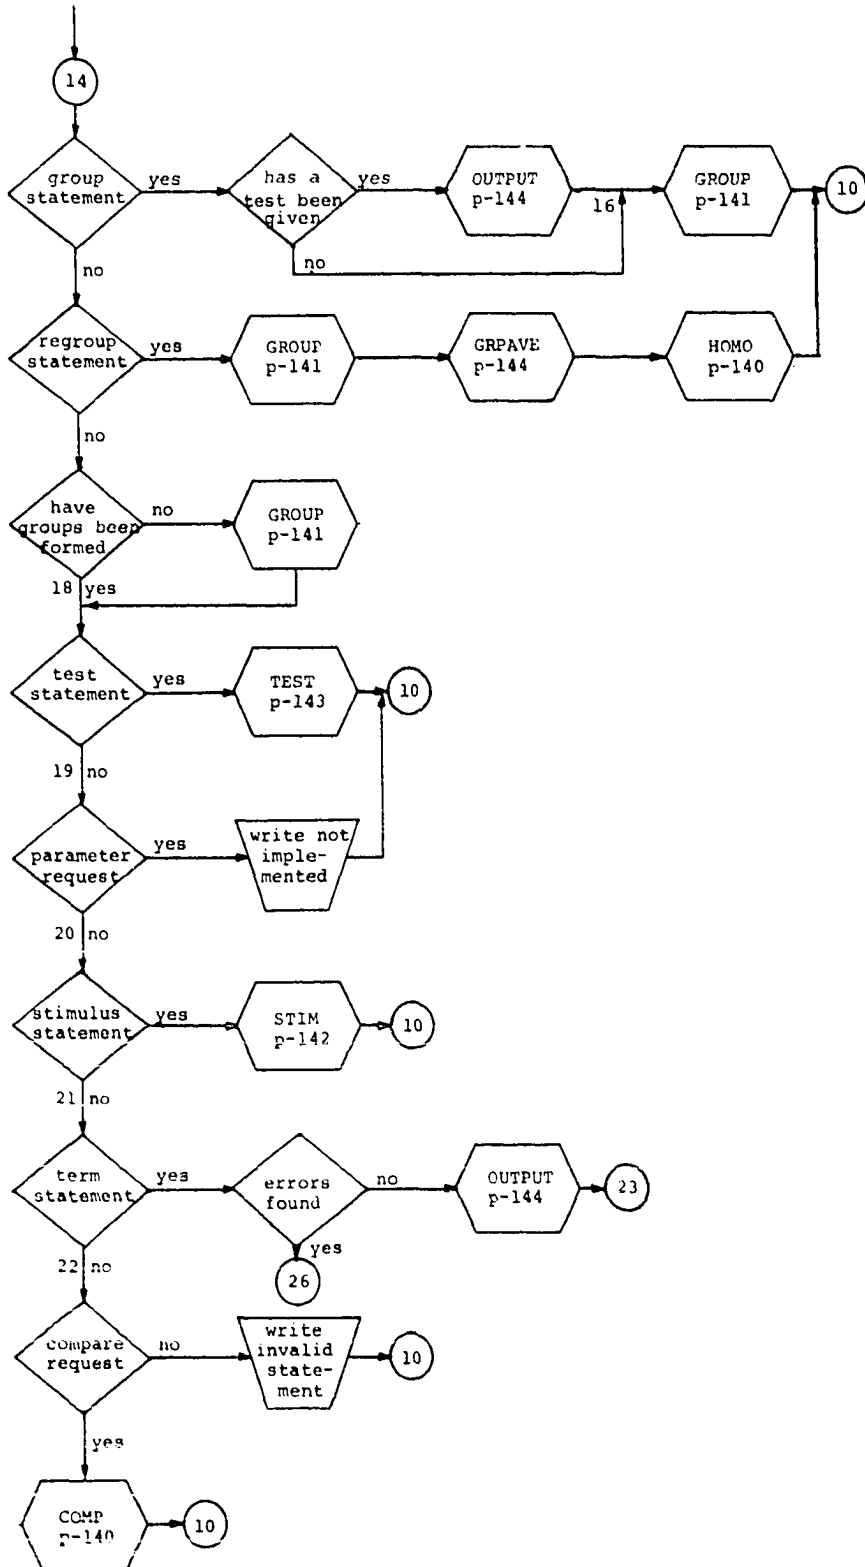 14
group
statement
yes
has a
test been
given
yes
OUTPUT
p-144
16
GROUP
p-141
10
no
no
regroup
statement
yes
GROUP
p-141
GRPAVE
p-144
HOMO
p-140
no
have
groups been
formed
no
GROUP
p-141
18 yes
test
statement
yes
TEST
p-143
10
19 no
parameter
request
yes
write not
imple-
mented
20 no
stimulus
statement
yes
STIM
p-142
10
21 no
term
statement
yes
errors
found
no
OUTPUT
p-144
23
yes
26
22 no
compare
request
no
write
invalid
state-
ment
10
yes
COMP
p-140
10